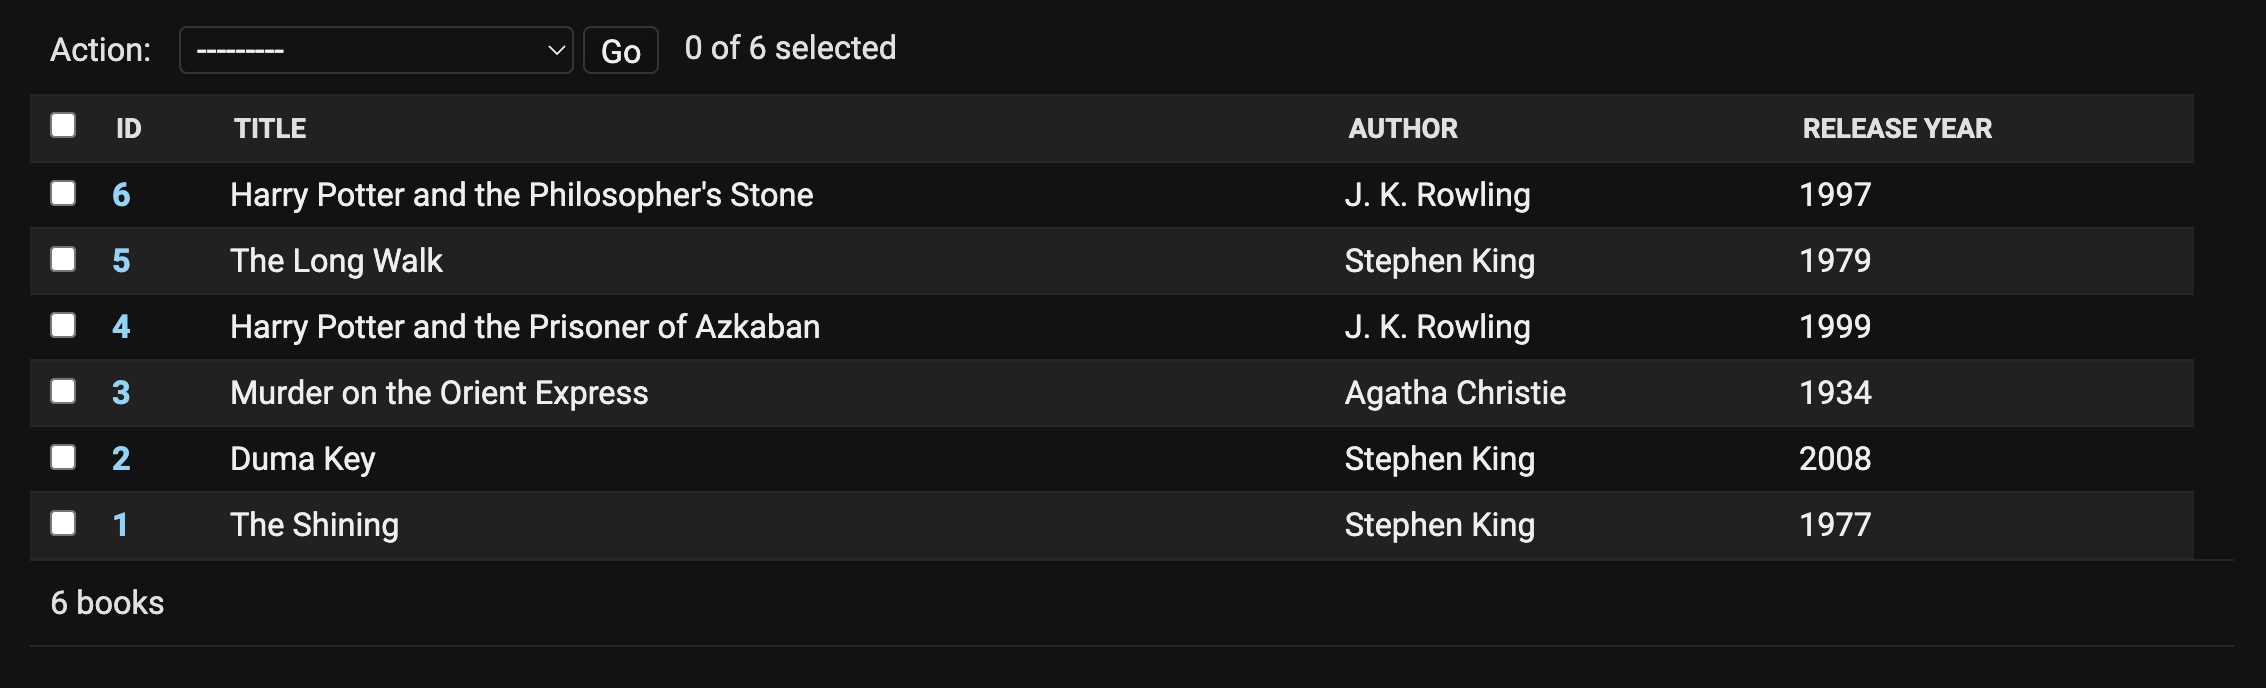 Action: --------- Go 0 of 6 selected
ID TITLE AUTHOR RELEASE YEAR
6 Harry Potter and the Philosopher's Stone J. K. Rowling 1997
5 The Long Walk Stephen King 1979
4 Harry Potter and the Prisoner of Azkaban J. K. Rowling 1999
3 Murder on the Orient Express Agatha Christie 1934
2 Duma Key Stephen King 2008
1 The Shining Stephen King 1977
6 books